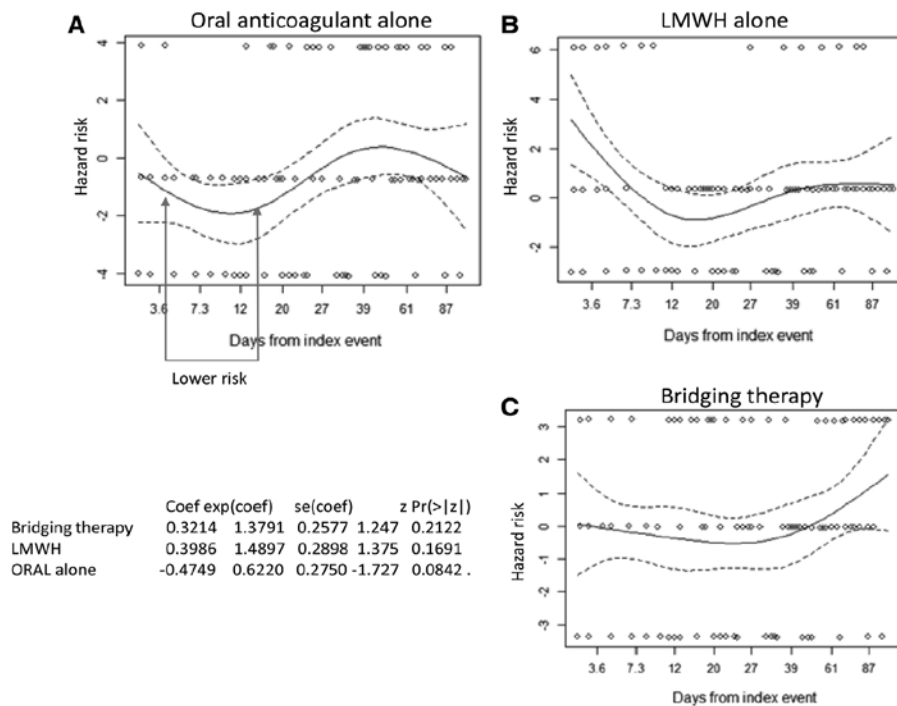 A
Oral anticoagulant alone
Hazard risk
4
2
0
-2
-4
3.6 7.3 12 20 27 39 61 87
Days from index event
Lower risk
B
LMWH alone
Hazard risk
6
4
2
0
-2
3.6 7.3 12 20 27 39 61 87
Days from index event
C
Bridging therapy
Hazard risk
3
2
1
0
-1
-2
-3
3.6 7.3 12 20 27 39 61 87
Days from index event
Coef exp(coef) se(coef) z Pr(>|z|)
Bridging therapy 0.3214 1.3791 0.2577 1.247 0.2122
LMWH 0.3986 1.4897 0.2898 1.375 0.1691
ORAL alone -0.4749 0.6220 0.2750 -1.727 0.0842 .